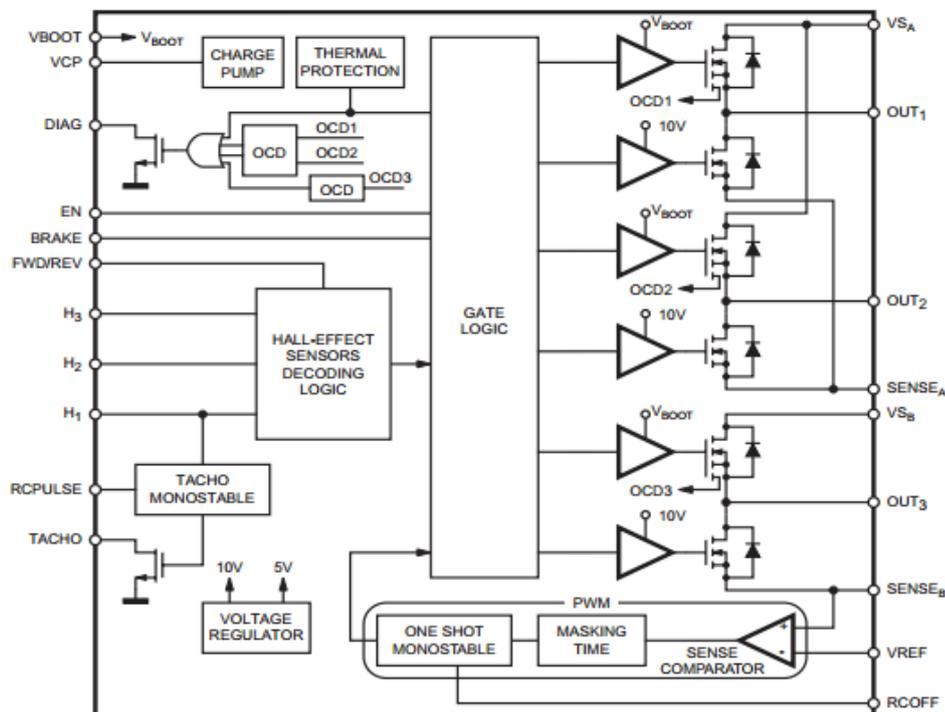 VBOOT
VBOOT
VCP
CHARGE
PUMP
THERMAL
PROTECTION
DIAG
OCD
OCD1
OCD2
OCD
OCD3
EN
BRAKE
FWD/REV
H3
H2
H1
HALL-EFFECT
SENSORS
DECODING
LOGIC
RCPULSE
TACHO
MONOSTABLE
TACHO
10V
5V
VOLTAGE
REGULATOR
GATE
LOGIC
VBOOT
OCD1
10V
VBOOT
OCD2
10V
VBOOT
OCD3
10V
PWM
ONE SHOT
MONOSTABLE
MASKING
TIME
+
-
SENSE
COMPARATOR
VSA
OUT1
OUT2
SENSEA
VSB
OUT3
SENSEB
VREF
RCOFF